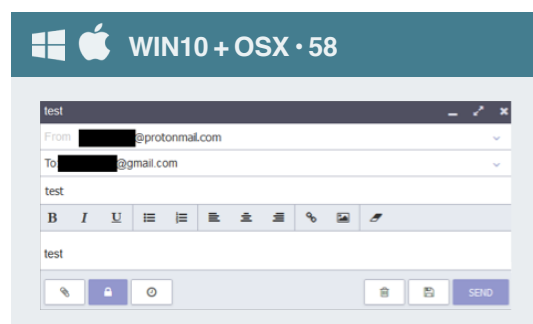 WIN10 + OSX · 58
test
From @protonmail.com
To @gmail.com
test
B I U
test
SEND